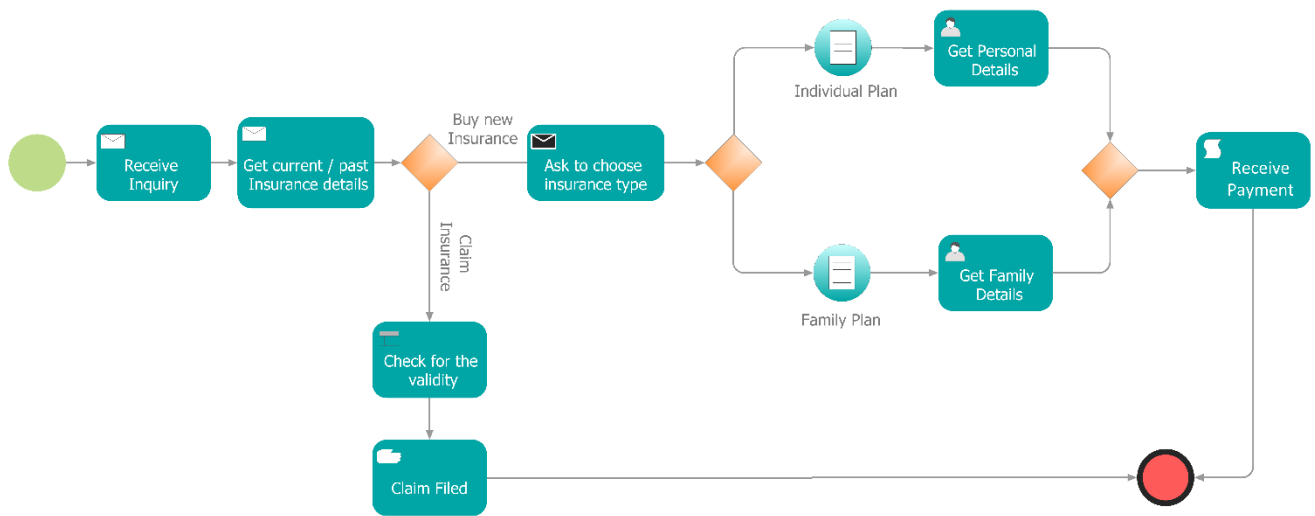 Receive
Inquiry
Get current / past
Insurance details
Buy new
Insurance
Ask to choose
insurance type
Individual Plan
Get Personal
Details
Family Plan
Get Family
Details
Receive
Payment
Claim
Insurance
Check for the
validity
Claim Filed